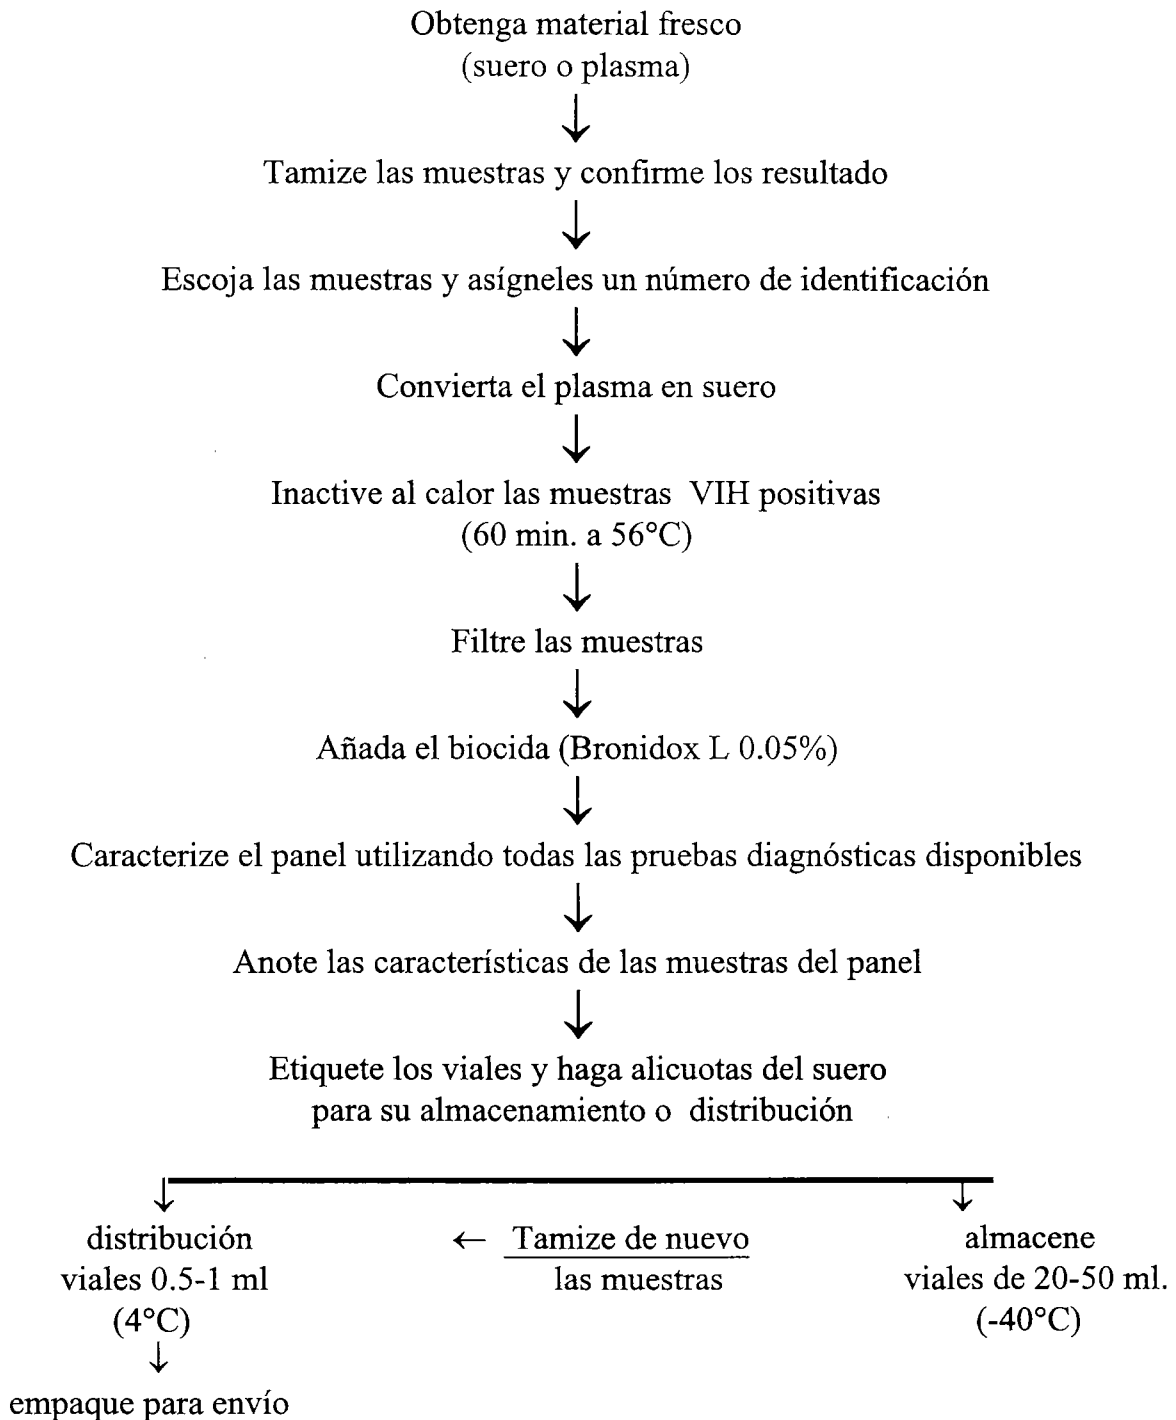 Obtenga material fresco
(suero o plasma)
Tamize las muestras y confirme los resultado
Escoja las muestras y asígneles un número de identificación
Convierta el plasma en suero
Inactive al calor las muestras VIH positivas
(60 min. a 56°C)
Filtre las muestras
Añada el biocida (Bronidox L 0.05%)
Caracterize el panel utilizando todas las pruebas diagnósticas disponibles
Anote las características de las muestras del panel
Etiquete los viales y haga alicuotas del suero
para su almacenamiento o distribución
distribución
viales 0.5-1 ml
(4°C)
empaque para envío
← Tamize de nuevo
las muestras
almacene
viales de 20-50 ml.
(-40°C)